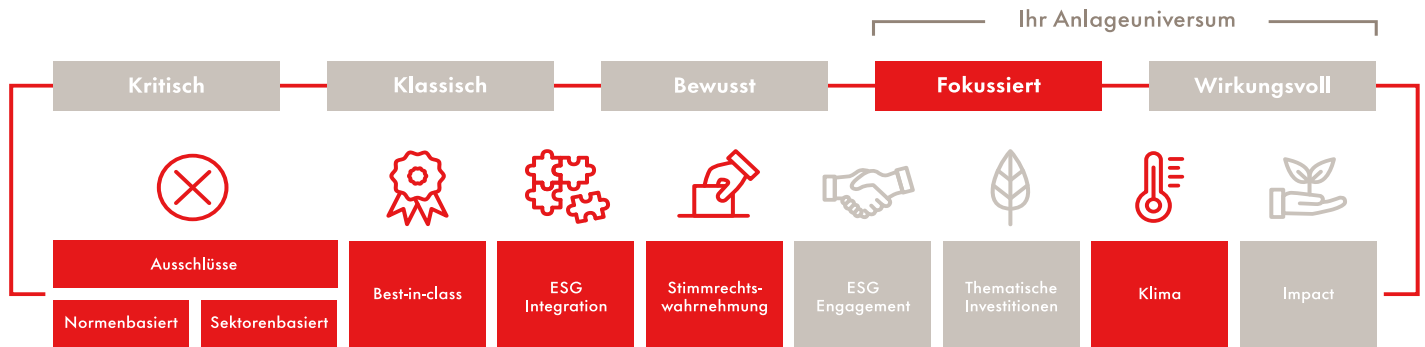 Ihr Anlageuniversum
Kritisch
Klassisch
Bewusst
Fokussiert
Wirkungsvoll
Ausschlüsse
Normenbasiert
Sektorenbasiert
Best-in-class
ESG
Integration
Stimmrechts-
wahrnehmung
ESG
Engagement
Thematische
Investitionen
Klima
Impact